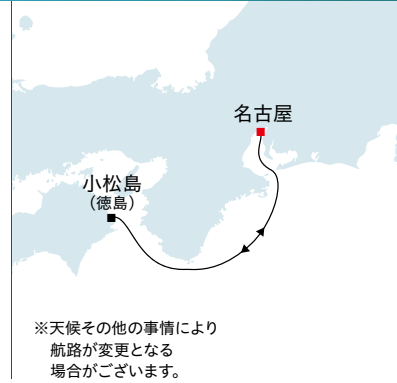 名古屋
小松島
（徳島）
※天候その他の事情により
航路が変更となる
場合がございます。